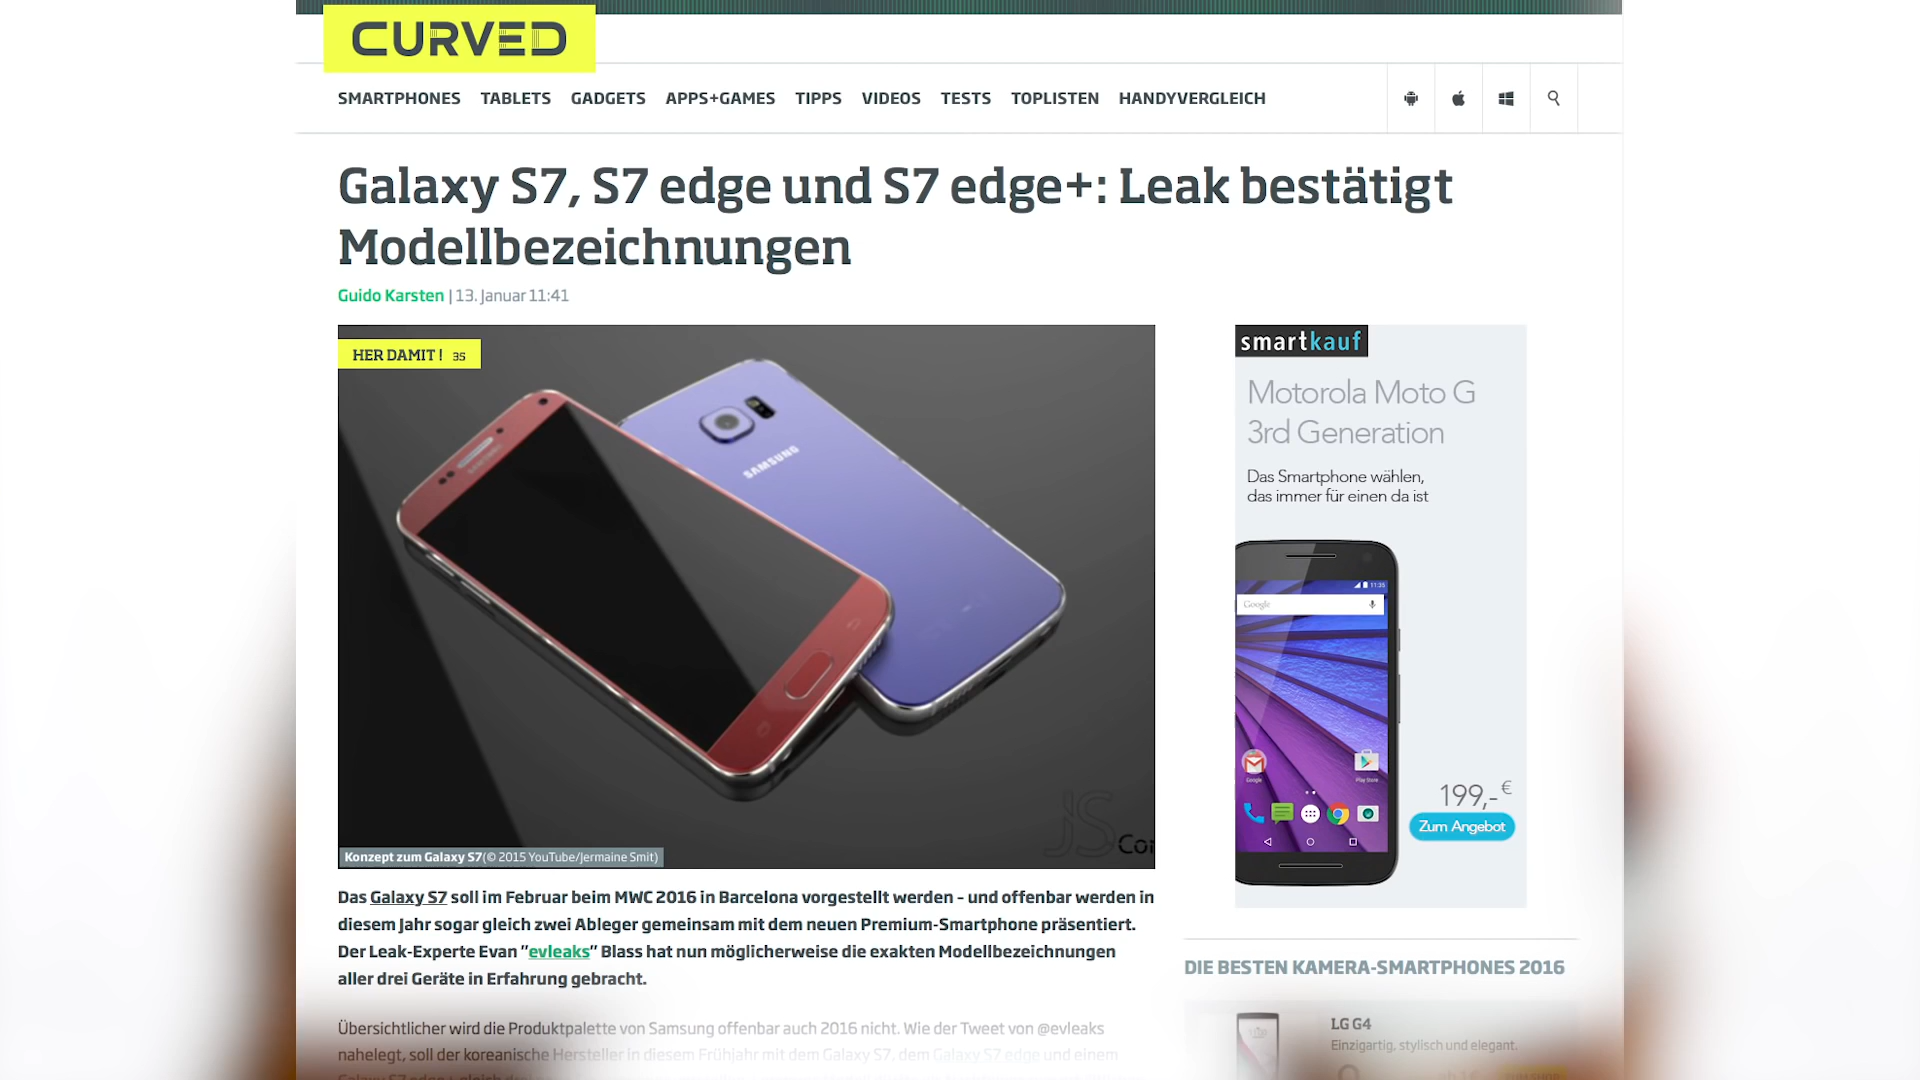 CURVED
SMARTPHONES TABLETS GADGETS APPS+GAMES TIPPS VIDEOS TESTS TOPLISTEN HANDYVERGLEICH
Galaxy S7, S7 edge und S7 edge+: Leak bestätigt
Modellbezeichnungen
Guido Karsten | 13. Januar 11:41
HER DAMIT! 35
SAMSUNG
JS
Konzept zum Galaxy S7(© 2015 YouTube/Jermaine Smit)
Das Galaxy S7 soll im Februar beim MWC 2016 in Barcelona vorgestellt werden – und offenbar werden in
diesem Jahr sogar gleich zwei Ableger gemeinsam mit dem neuen Premium-Smartphone präsentiert.
Der Leak-Experte Evan "evleaks" Blass hat nun möglicherweise die exakten Modellbezeichnungen
aller drei Geräte in Erfahrung gebracht.
Übersichtlicher wird die Produktpalette von Samsung offenbar auch 2016 nicht. Wie der Tweet von @evleaks
nahelegt, soll der koreanische Hersteller in diesem Frühjahr mit dem Galaxy S7, dem Galaxy S7 edge und einem
smartkauf
Motorola Moto G
3rd Generation
Das Smartphone wählen,
das immer für einen da ist
11:35
Google
Google
Play Store
199,- €
Zum Angebot
DIE BESTEN KAMERA-SMARTPHONES 2016
LG G4
Einzigartig, stylisch und elegant.